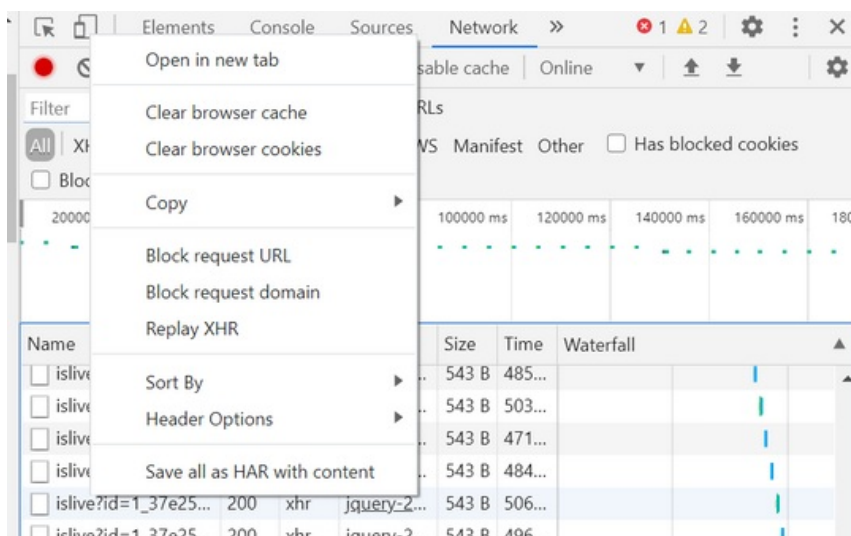 Elements Console Sources Network » 1 2
Open in new tab
sable cache Online
Filter
Clear browser cache
RLs
All XH
Clear browser cookies
WS Manifest Other Has blocked cookies
Bloc
Copy
20000
100000 ms 120000 ms 140000 ms 160000 ms 180
Block request URL
Block request domain
Replay XHR
Name Size Time Waterfall
islive .. 543 B 485...
Sort By
islive .. 543 B 503...
Header Options
islive .. 543 B 471...
islive .. 543 B 484...
Save all as HAR with content
islive?id=1_37e25... 200 xhr jquery-2... 543 B 506...
islive?id=1_37e25... 200 xhr jquery-2... 543 B 496...